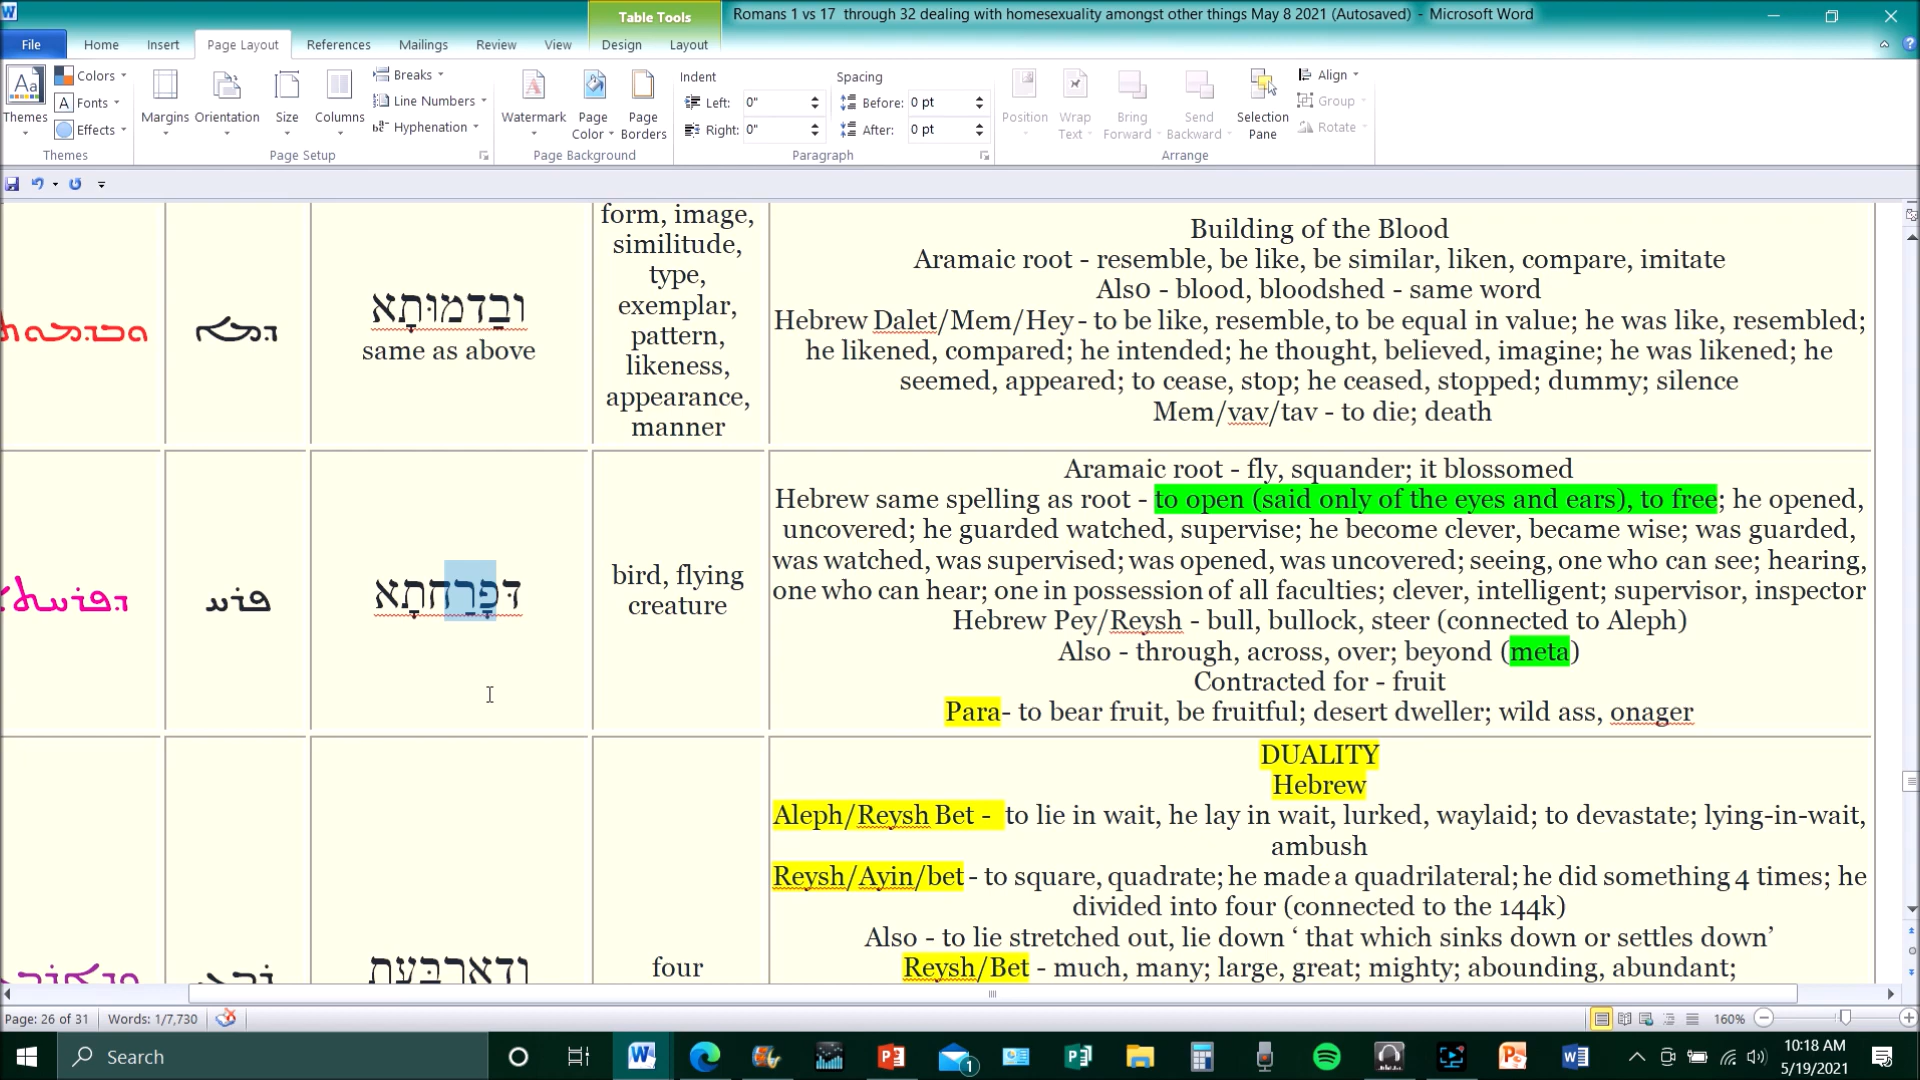 Table Tools
Romans 1 vs 17 through 32 dealing with homesexuality amongst other things May 8 2021 (Autosaved) - Microsoft Word
File Home Insert Page Layout References Mailings Review View Design Layout
Colors
Fonts
Effects
Themes
Margins Orientation Size Columns
Breaks
Line Numbers
Hyphenation
Watermark Page Color Page Borders
Indent
Left: 0"
Right: 0"
Spacing
Before: 0 pt
After: 0 pt
Position Wrap Text Bring Forward Send Backward Selection Pane
Align
Group
Rotate
Themes Page Setup Page Background Paragraph Arrange
ܕܡܐ
וּבַדמוּתָא
same as above
form, image,
similitude,
type,
exemplar,
pattern,
likeness,
appearance,
manner
Building of the Blood
Aramaic root - resemble, be like, be similar, liken, compare, imitate
Also - blood, bloodshed - same word
Hebrew Dalet/Mem/Hey - to be like, resemble, to be equal in value; he was like, resembled;
he likened, compared; he intended; he thought, believed, imagine; he was likened; he
seemed, appeared; to cease, stop; he ceased, stopped; dummy; silence
Mem/vav/tav - to die; death
ܦܪܚ
דּפָרַחתָא
bird, flying
creature
Aramaic root - fly, squander; it blossomed
Hebrew same spelling as root - to open (said only of the eyes and ears), to free; he opened,
uncovered; he guarded watched, supervise; he become clever, became wise; was guarded,
was watched, was supervised; was opened, was uncovered; seeing, one who can see; hearing,
one who can hear; one in possession of all faculties; clever, intelligent; supervisor, inspector
Hebrew Pey/Reysh - bull, bullock, steer (connected to Aleph)
Also - through, across, over; beyond (meta)
Contracted for - fruit
Para- to bear fruit, be fruitful; desert dweller; wild ass, onager
four
DUALITY
Hebrew
Aleph/Reysh Bet - to lie in wait, he lay in wait, lurked, waylaid; to devastate; lying-in-wait,
ambush
Reysh/Ayin/bet - to square, quadrate; he made a quadrilateral; he did something 4 times; he
divided into four (connected to the 144k)
Also - to lie stretched out, lie down ‘ that which sinks down or settles down’
Reysh/Bet - much, many; large, great; mighty; abounding, abundant;
Page: 26 of 31 Words: 1/7,730 160%
Search
10:18 AM
5/19/2021